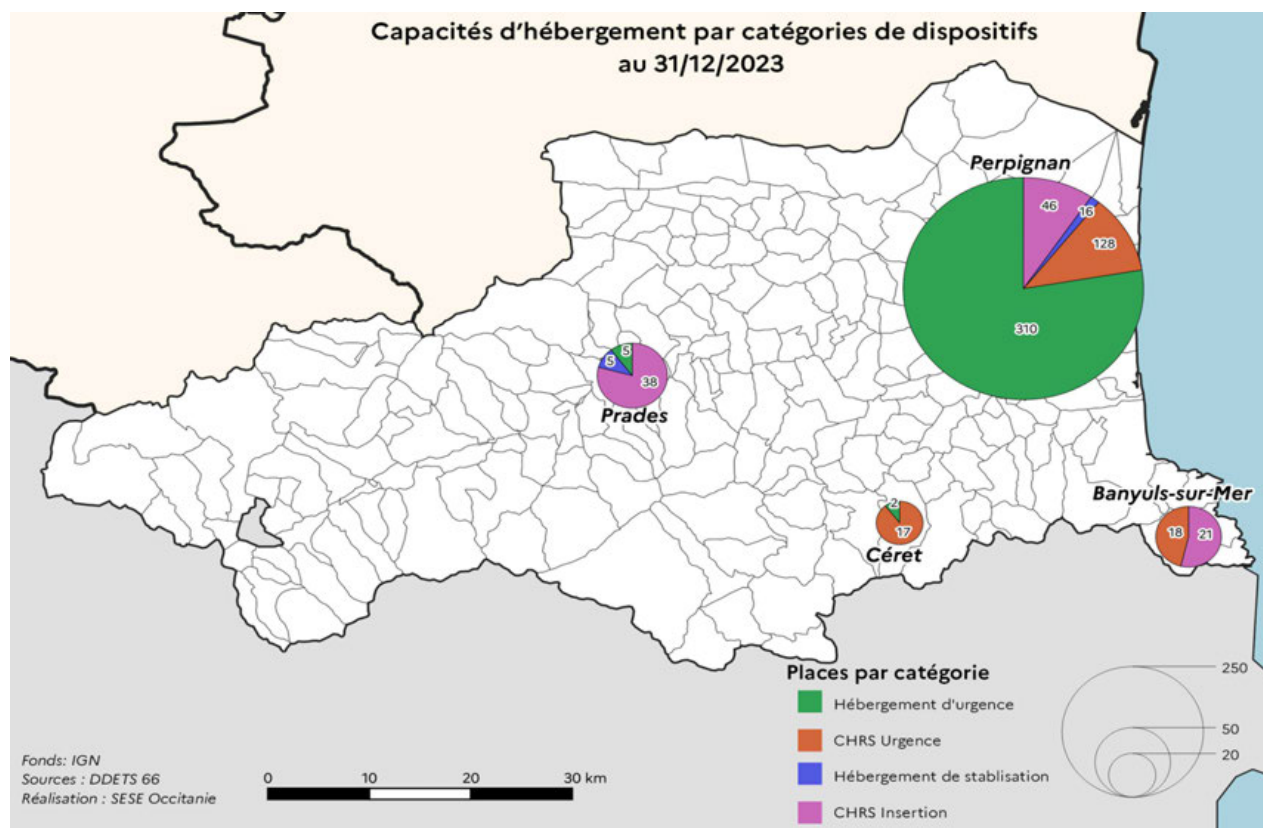 Capacités d'hébergement par catégories de dispositifs
au 31/12/2023
Perpignan
46
16
128
310
5
5
38
Prades
2
17
Céret
Banyuls-sur-Mer
18
21
Places par catégorie
Hébergement d'urgence
CHRS Urgence
Hébergement de stablisation
CHRS Insertion
250
50
20
Fonds: IGN
Sources : DDETS 66
Réalisation : SESE Occitanie
0 10 20 30 km